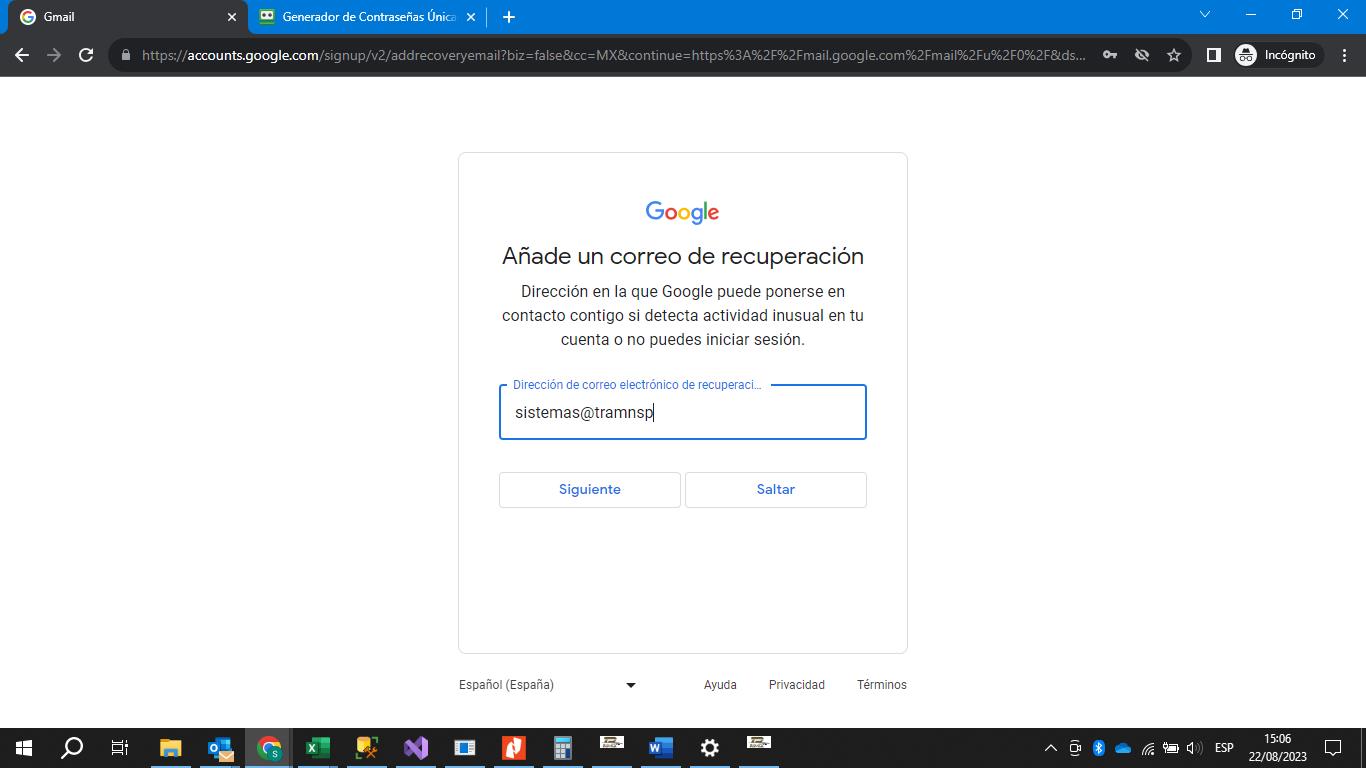 Gmail
Generador de Contraseñas Única
https://accounts.google.com/signup/v2/addrecoveryemail?biz=false&cc=MX&continue=https%3A%2F%2Fmail.google.com%2Fmail%2Fu%2F0%2F&ds...
Incógnito
Google
Añade un correo de recuperación
Dirección en la que Google puede ponerse en
contacto contigo si detecta actividad inusual en tu
cuenta o no puedes iniciar sesión.
Dirección de correo electrónico de recuperaci...
sistemas@tramnsp
Siguiente
Saltar
Español (España)
Ayuda
Privacidad
Términos
ESP
15:06
22/08/2023